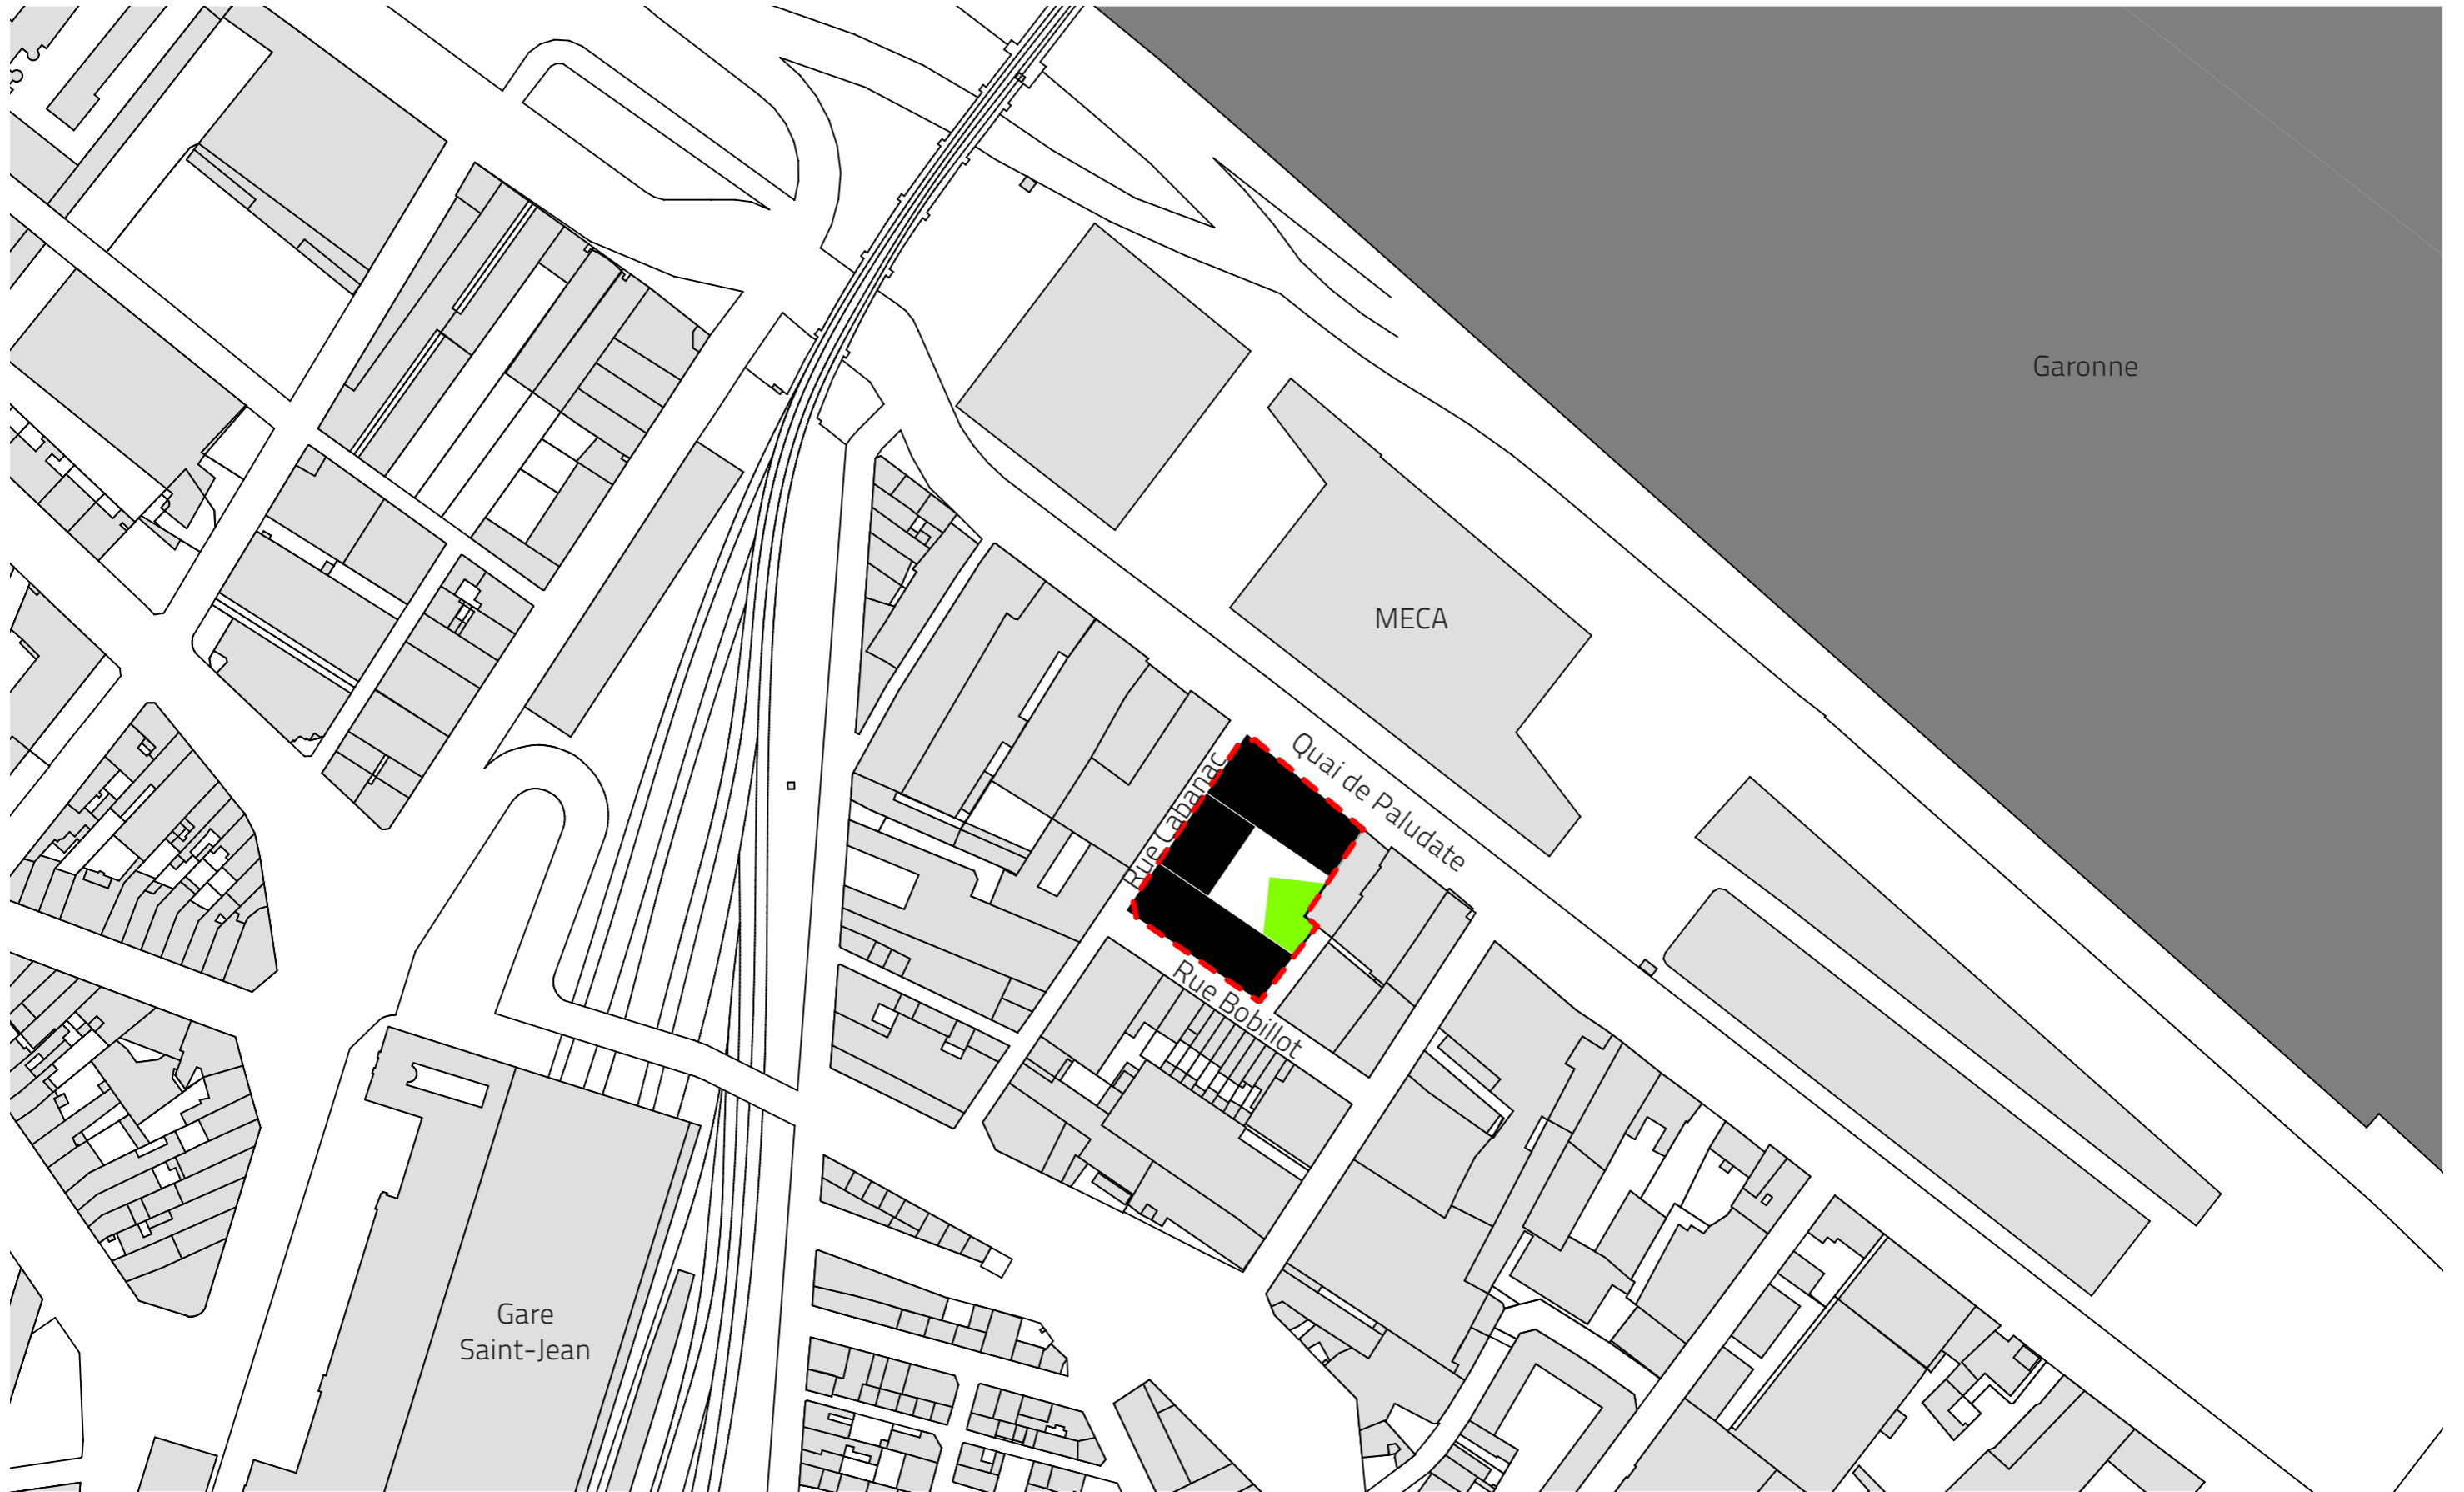 Garonne
MECA
Quai de Paludate
Rue Cabanac
Rue Bobillot
Gare
Saint-Jean